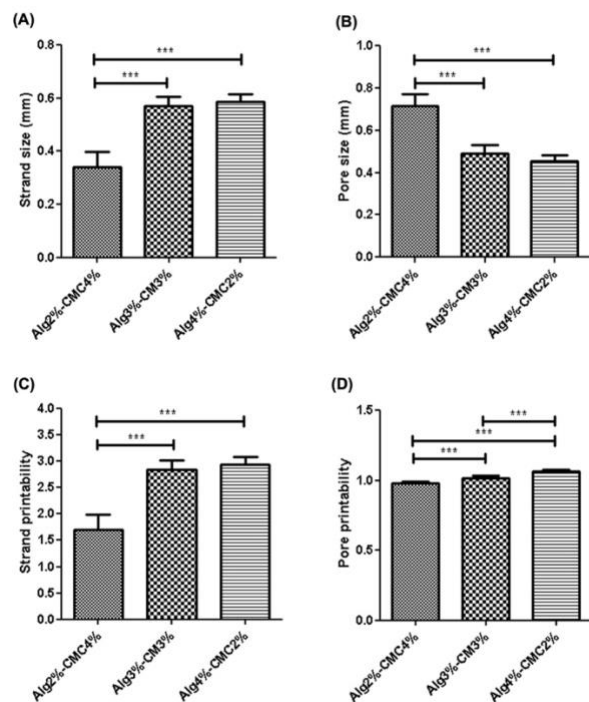 (A)
Strand size (mm)
0.8
0.6
0.4
0.2
0.0
***
***
Alg2%-CMC4%
Alg3%-CM3%
Alg4%-CMC2%
(B)
Pore size (mm)
1.0
0.8
0.6
0.4
0.2
0.0
***
***
Alg2%-CMC4%
Alg3%-CM3%
Alg4%-CMC2%
(C)
Strand printability
4.0
3.5
3.0
2.5
2.0
1.5
1.0
0.5
0.0
***
***
Alg2%-CMC4%
Alg3%-CM3%
Alg4%-CMC2%
(D)
Pore printability
1.5
1.0
0.5
0.0
***
***
***
Alg2%-CMC4%
Alg3%-CM3%
Alg4%-CMC2%